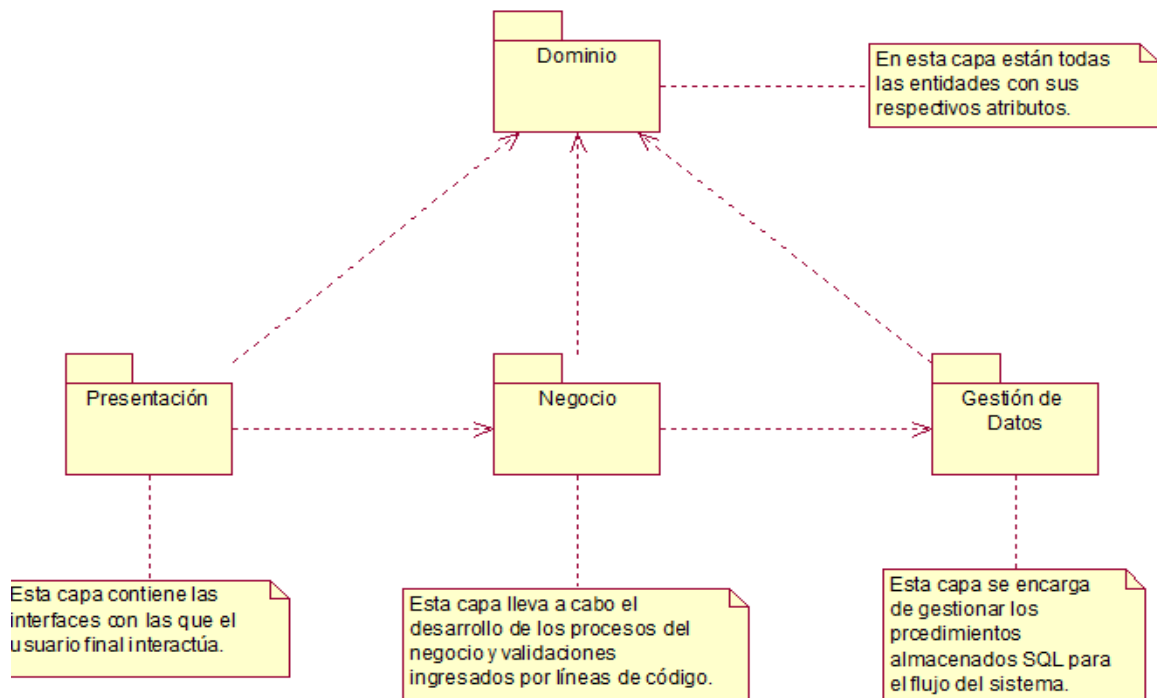 Dominio
En esta capa están todas
las entidades con sus
respectivos atributos.
Presentación
Negocio
Gestión de
Datos
Esta capa contiene las
interfaces con las que el
usuario final interactúa.
Esta capa lleva a cabo el
desarrollo de los procesos del
negocio y validaciones
ingresados por líneas de código.
Esta capa se encarga
de gestionar los
prcedimientos
almacenados SQL para
el flujo del sistema.